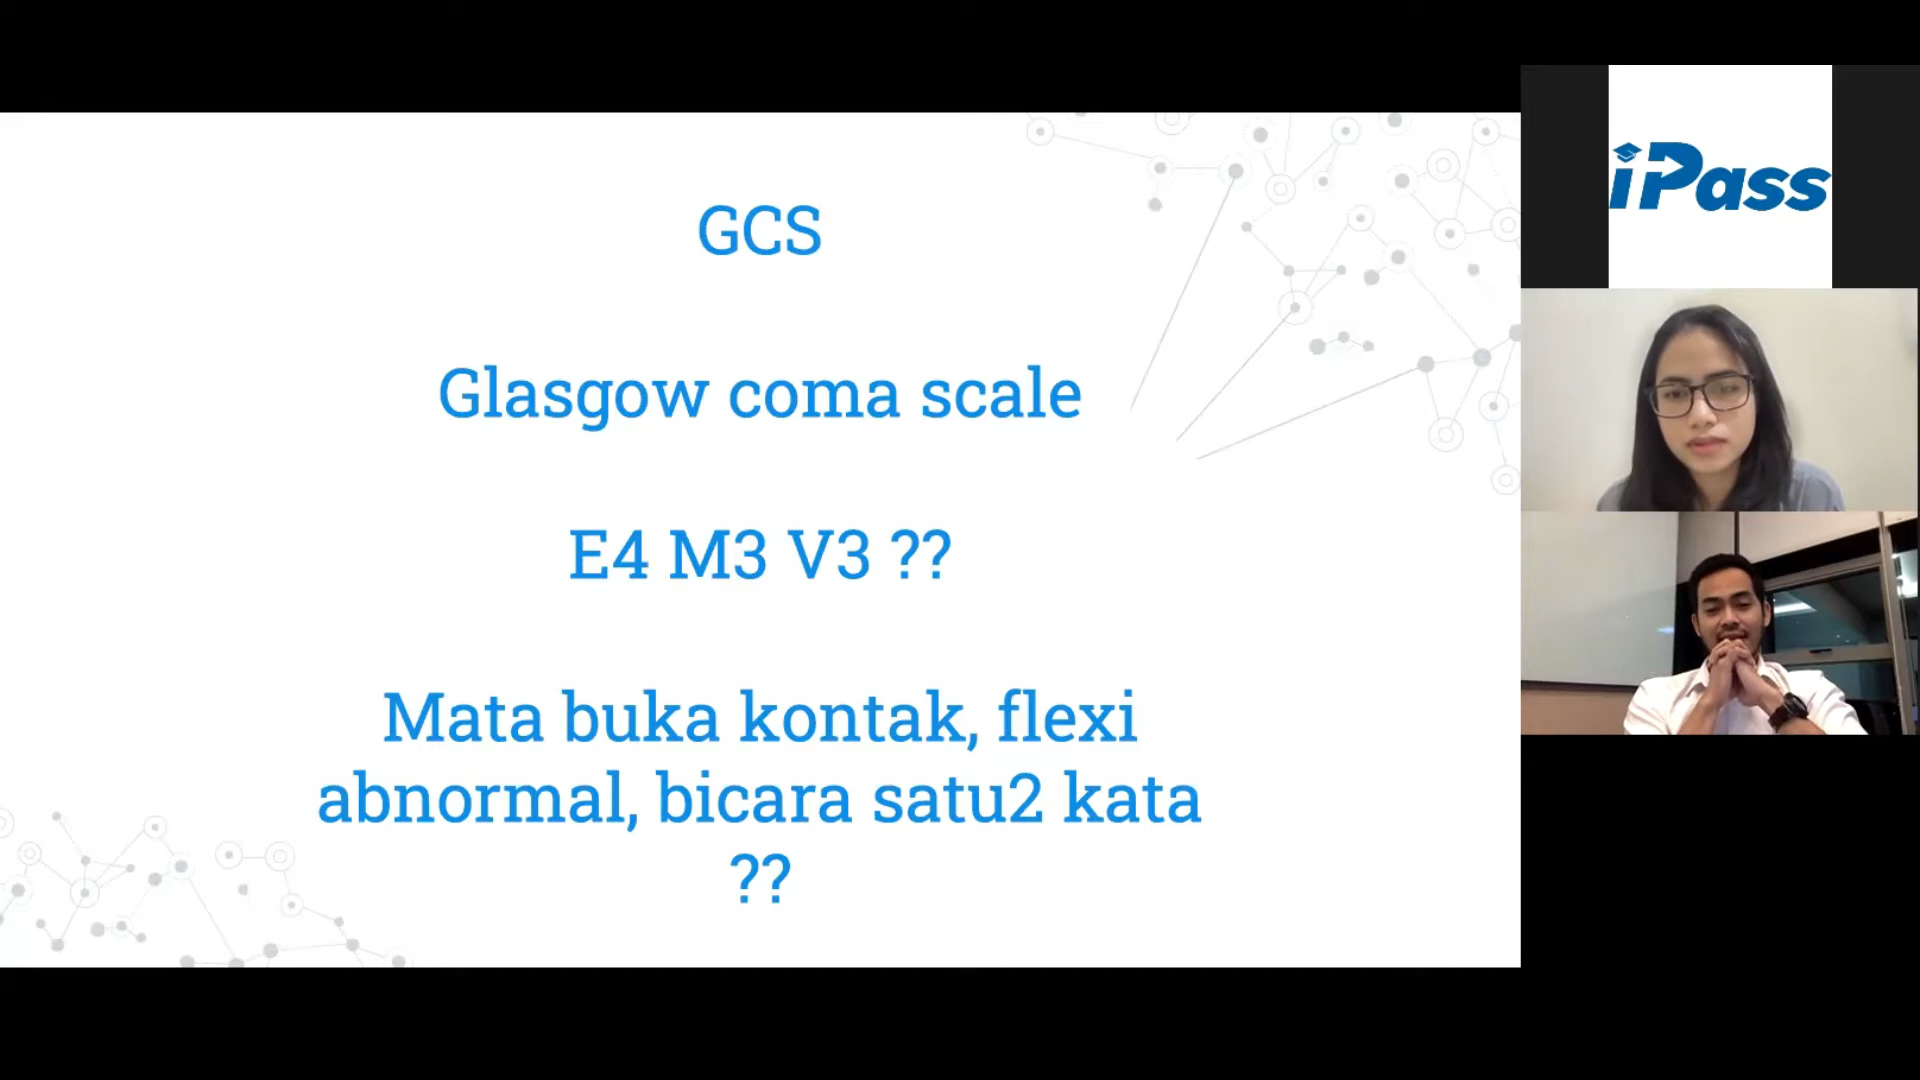 GCS
Glasgow coma scale
E4 M3 V3 ??
Mata buka kontak, flexi
abnormal, bicara satu2 kata
??
iPass